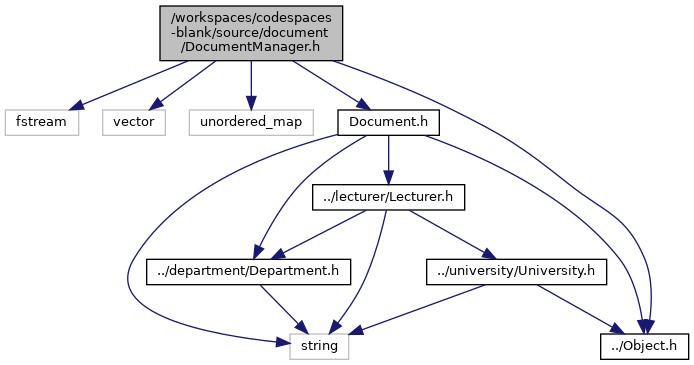 /workspaces/codespaces
-blank/source/document
/DocumentManager.h
fstream
vector
unordered_map
Document.h
../lecturer/Lecturer.h
../department/Department.h
../university/University.h
string
../Object.h